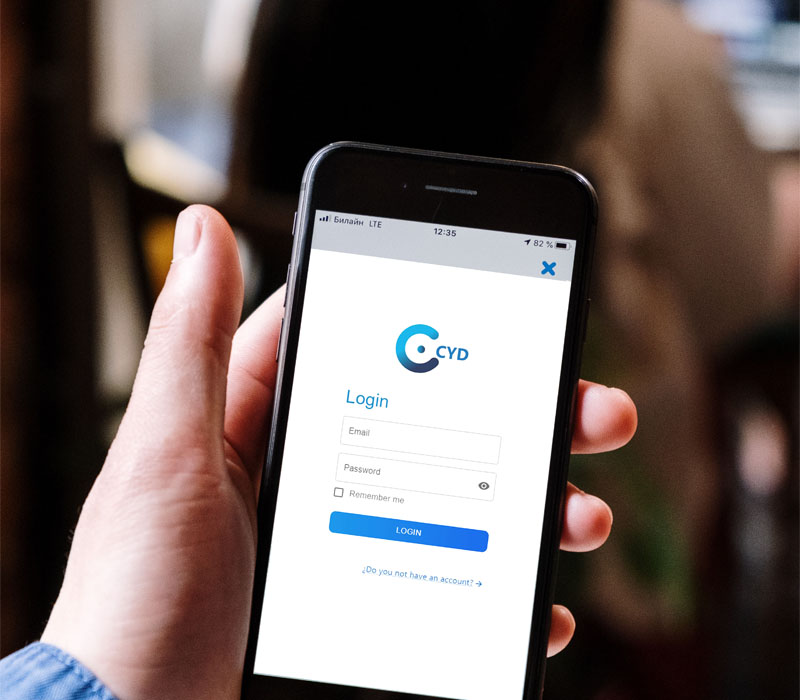 Билайн LTE 12:35 82 %
CYD
Login
Email
Password
Remember me
LOGIN
¿Do you not have an account? →